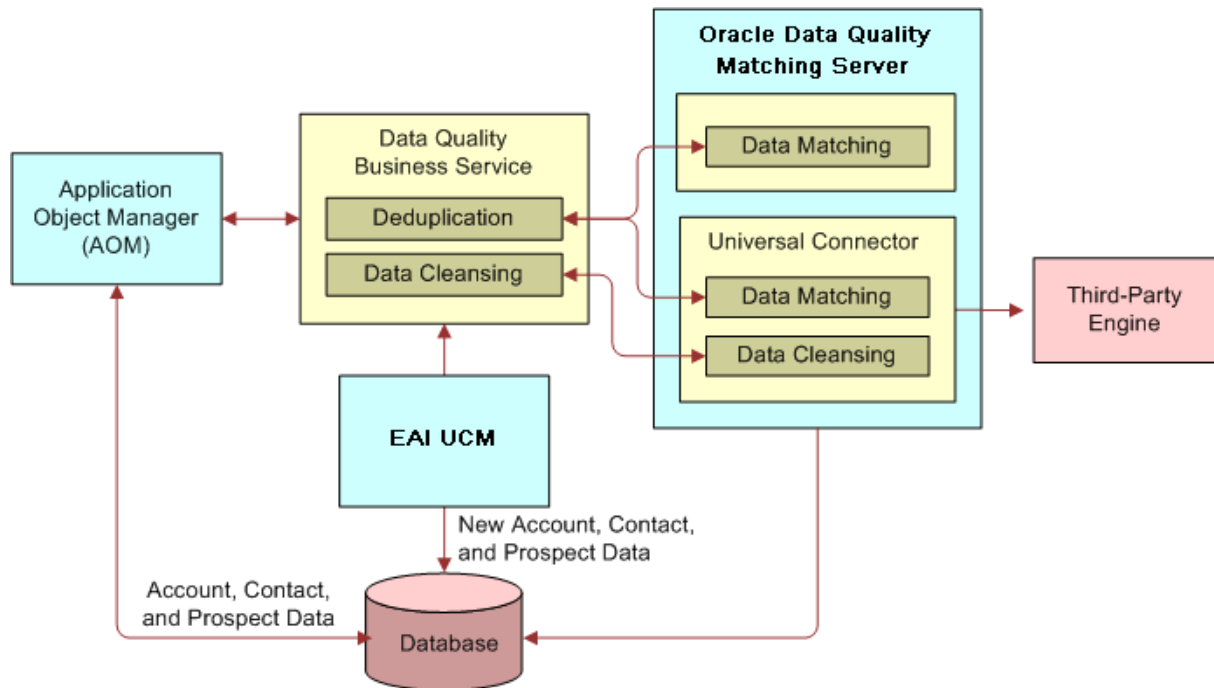 Oracle Data Quality
Matching Server
Data Matching
Data Quality
Business Service
Deduplication
Data Cleansing
Application
Object Manager
(AOM)
Universal Connector
Data Matching
Data Cleansing
Third-Party
Engine
EAI UCM
New Account, Contact,
and Prospect Data
Account, Contact,
and Prospect Data
Database